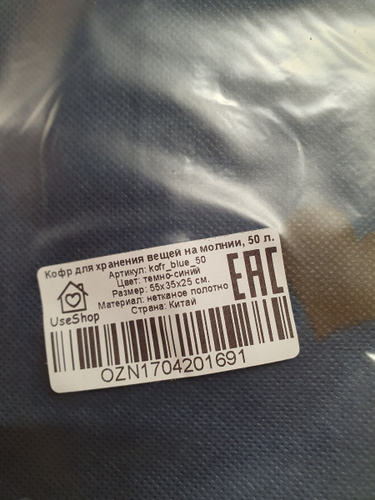 Кофр для хранения вещей на молнии, 50 л.
Артикул: kofr_blue_50
Цвет: темно-синий
Размер: 55x35x25 см.
Материал: нетканое полотно
Страна: Китай
UseShop
EAC
OZN1704201691